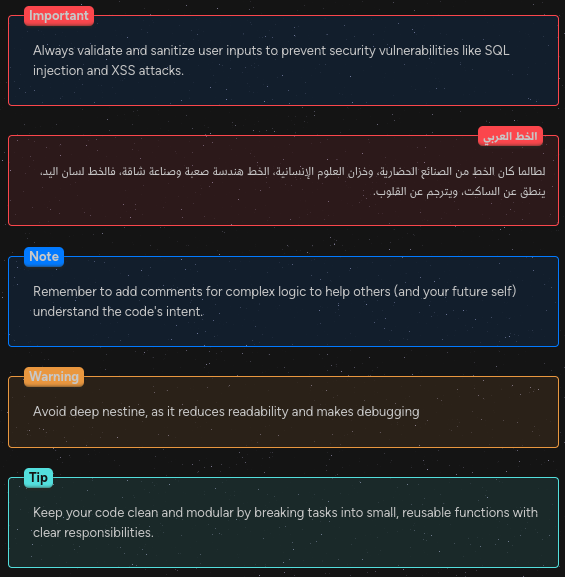 Important
Always validate and sanitize user inputs to prevent security vulnerabilities like SQL
injection and XSS attacks.
الخط العربي
لطالما كان الخط من الصنائع الحضارية، وخزان العلوم الإنسانية، الخط هندسة صعبة وصناعة شاقة، فالخط لسان اليد،
ينطق عن الساكت، ويترجم عن القلوب.
Note
Remember to add comments for complex logic to help others (and your future self)
understand the code's intent.
Warning
Avoid deep nestine, as it reduces readability and makes debugging
Tip
Keep your code clean and modular by breaking tasks into small, reusable functions with
clear responsibilities.